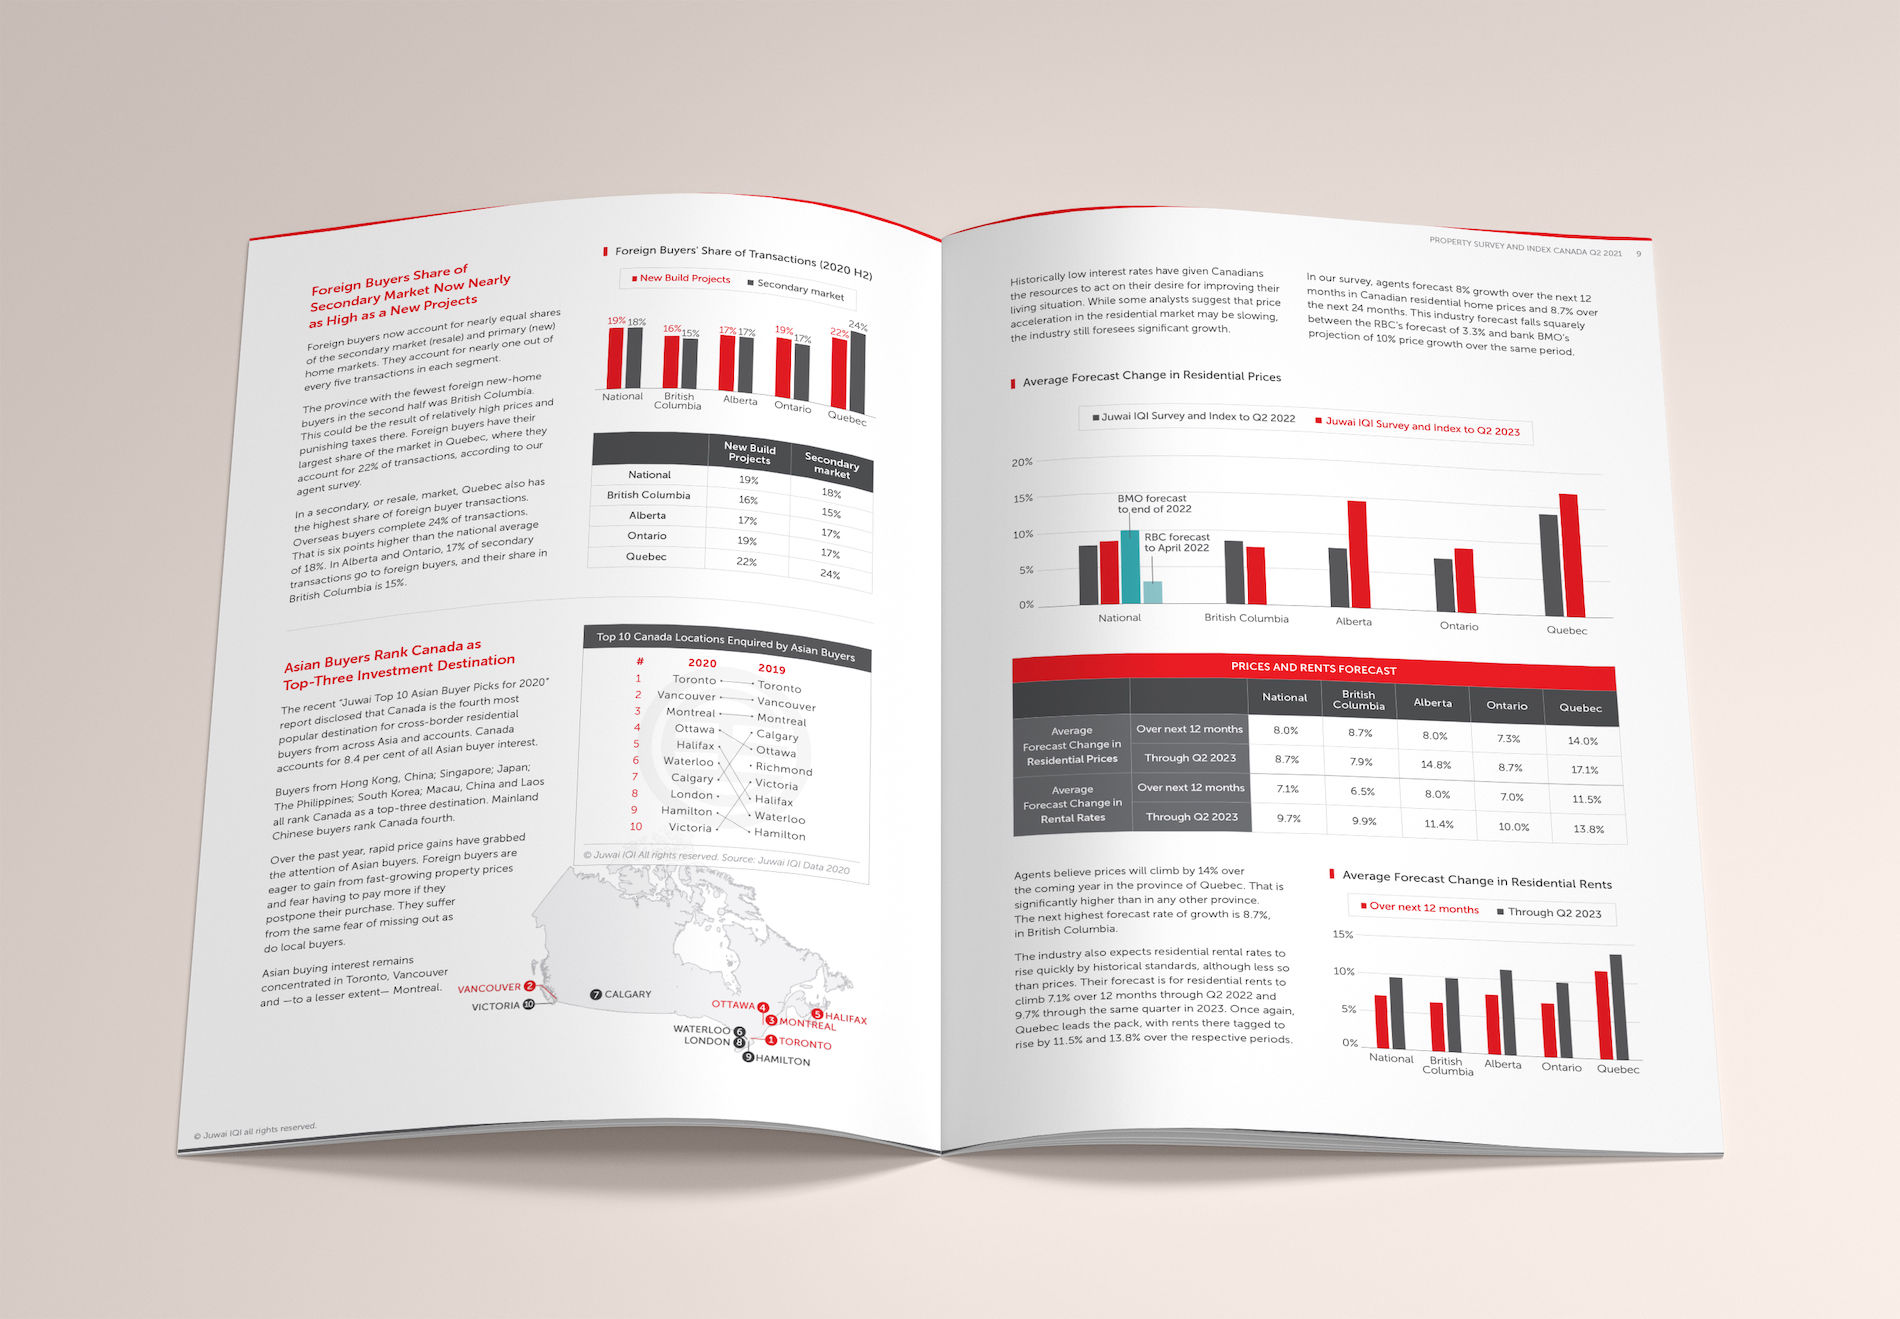 Foreign Buyers Share of
Secondary Market Now Nearly
as High as a New Projects
Foreign buyers now account for nearly equal shares
of the secondary market (resale) and primary (new)
home markets. They account for nearly one out of
every five transactions in each segment.
The province with the fewest foreign new-home
buyers in the second half was British Columbia.
This could be the result of relatively high prices and
punishing taxes there. Foreign buyers have their
largest share of the market in Quebec, where they
account for 22% of transactions, according to our
agent survey.
In a secondary, or resale, market, Quebec also has
the highest share of foreign buyer transactions.
Overseas buyers complete 24% of transactions.
That is six points higher than the national average
of 18%. In Alberta and Ontario, 17% of secondary
transactions go to foreign buyers, and their share in
British Columbia is 15%.
Foreign Buyers' Share of Transactions (2020 H2)
New Build Projects Secondary market
19% 18% 16% 15% 17% 17% 19% 17% 22% 24%
National British Columbia Alberta Ontario Quebec
New Build Projects Secondary market
National 19% 18%
British Columbia 16% 15%
Alberta 17% 17%
Ontario 19% 17%
Quebec 22% 24%
Asian Buyers Rank Canada as
Top-Three Investment Destination
The recent "Juwai Top 10 Asian Buyer Picks for 2020"
report disclosed that Canada is the fourth most
popular destination for cross-border residential
buyers from across Asia and accounts. Canada
accounts for 8.4 per cent of all Asian buyer interest.
Buyers from Hong Kong, China; Singapore; Japan;
The Philippines; South Korea; Macau, China and Laos
all rank Canada as a top-three destination. Mainland
Chinese buyers rank Canada fourth.
Over the past year, rapid price gains have grabbed
the attention of Asian buyers. Foreign buyers are
eager to gain from fast-growing property prices
and fear having to pay more if they
postpone their purchase. They suffer
from the same fear of missing out as
do local buyers.
Asian buying interest remains
concentrated in Toronto, Vancouver
and —to a lesser extent— Montreal.
Top 10 Canada Locations Enquired by Asian Buyers
# 2020 2019
1 Toronto Toronto
2 Vancouver Vancouver
3 Montreal Montreal
4 Ottawa Calgary
5 Halifax Ottawa
6 Waterloo Richmond
7 Calgary Victoria
8 London Halifax
9 Hamilton Waterloo
10 Victoria Hamilton
© Juwai IQI All rights reserved. Source: Juwai IQI Data 2020
VANCOUVER 2
VICTORIA 10
7 CALGARY
OTTAWA 4
5 HALIFAX
3 MONTREAL
WATERLOO 6
LONDON 8
1 TORONTO
9 HAMILTON
© Juwai IQI all rights reserved.
PROPERTY SURVEY AND INDEX CANADA Q2 2021 9
Historically low interest rates have given Canadians
the resources to act on their desire for improving their
living situation. While some analysts suggest that price
acceleration in the residential market may be slowing,
the industry still foresees significant growth.
In our survey, agents forecast 8% growth over the next 12
months in Canadian residential home prices and 8.7% over
the next 24 months. This industry forecast falls squarely
between the RBC's forecast of 3.3% and bank BMO's
projection of 10% price growth over the same period.
Average Forecast Change in Residential Prices
Juwai IQI Survey and Index to Q2 2022 Juwai IQI Survey and Index to Q2 2023
20%
15%
10%
5%
0%
BMO forecast
to end of 2022
RBC forecast
to April 2022
National British Columbia Alberta Ontario Quebec
PRICES AND RENTS FORECAST
National British Columbia Alberta Ontario Quebec
Average Forecast Change in Residential Prices
Over next 12 months 8.0% 8.7% 8.0% 7.3% 14.0%
Through Q2 2023 8.7% 7.9% 14.8% 8.7% 17.1%
Average Forecast Change in Rental Rates
Over next 12 months 7.1% 6.5% 8.0% 7.0% 11.5%
Through Q2 2023 9.7% 9.9% 11.4% 10.0% 13.8%
Agents believe prices will climb by 14% over
the coming year in the province of Quebec. That is
significantly higher than in any other province.
The next highest forecast rate of growth is 8.7%,
in British Columbia.
The industry also expects residential rental rates to
rise quickly by historical standards, although less so
than prices. Their forecast is for residential rents to
climb 7.1% over 12 months through Q2 2022 and
9.7% through the same quarter in 2023. Once again,
Quebec leads the pack, with rents there tagged to
rise by 11.5% and 13.8% over the respective periods.
Average Forecast Change in Residential Rents
Over next 12 months Through Q2 2023
15%
10%
5%
0%
National British Columbia Alberta Ontario Quebec